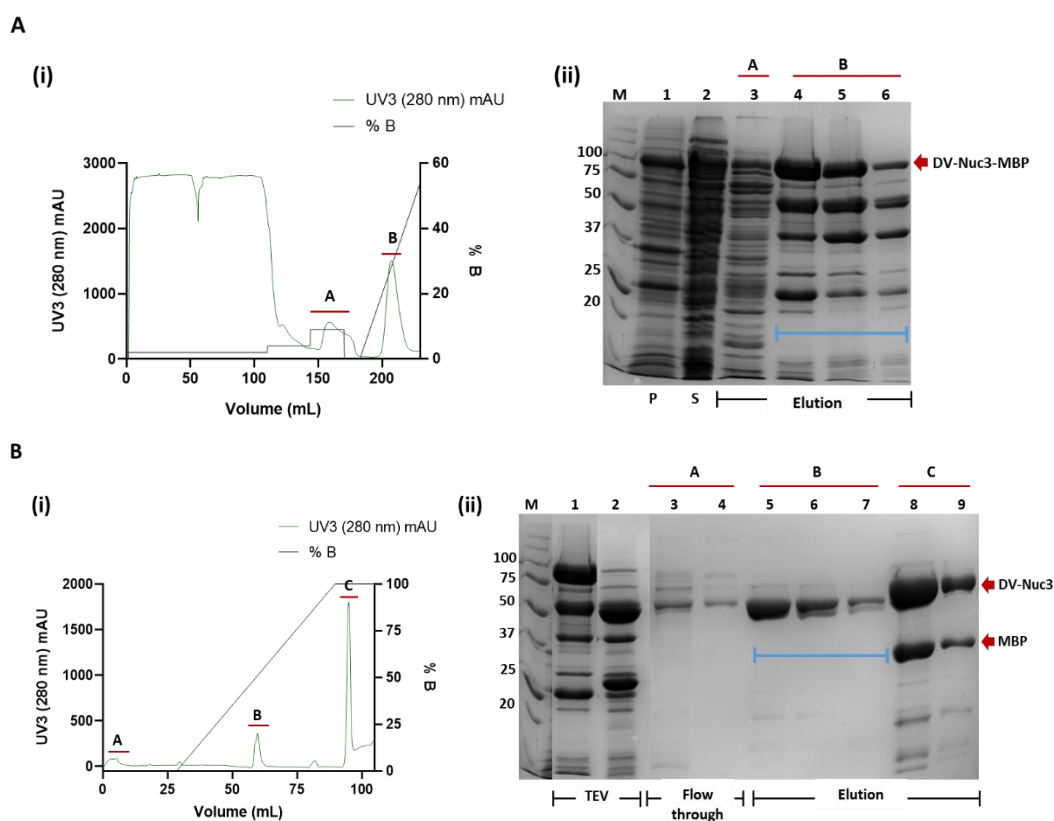 A
(i)
UV3 (280 nm) mAU
% B
3000
2000
1000
0
UV3 (280 nm) mAU
60
40
20
0
% B
A
B
0
50
100
150
200
Volume (mL)
(ii)
A
B
M 1 2 3 4 5 6
100
75
50
37
25
20
DV-Nuc3-MBP
P S Elution
B
(i)
UV3 (280 nm) mAU
% B
2000
1500
1000
500
0
UV3 (280 nm) mAU
100
75
50
25
0
% B
A
B
C
0
25
50
75
100
Volume (mL)
(ii)
A
B
C
M 1 2 3 4 5 6 7 8 9
100
75
50
37
25
20
DV-Nuc3
MBP
TEV
Flow
through
Elution